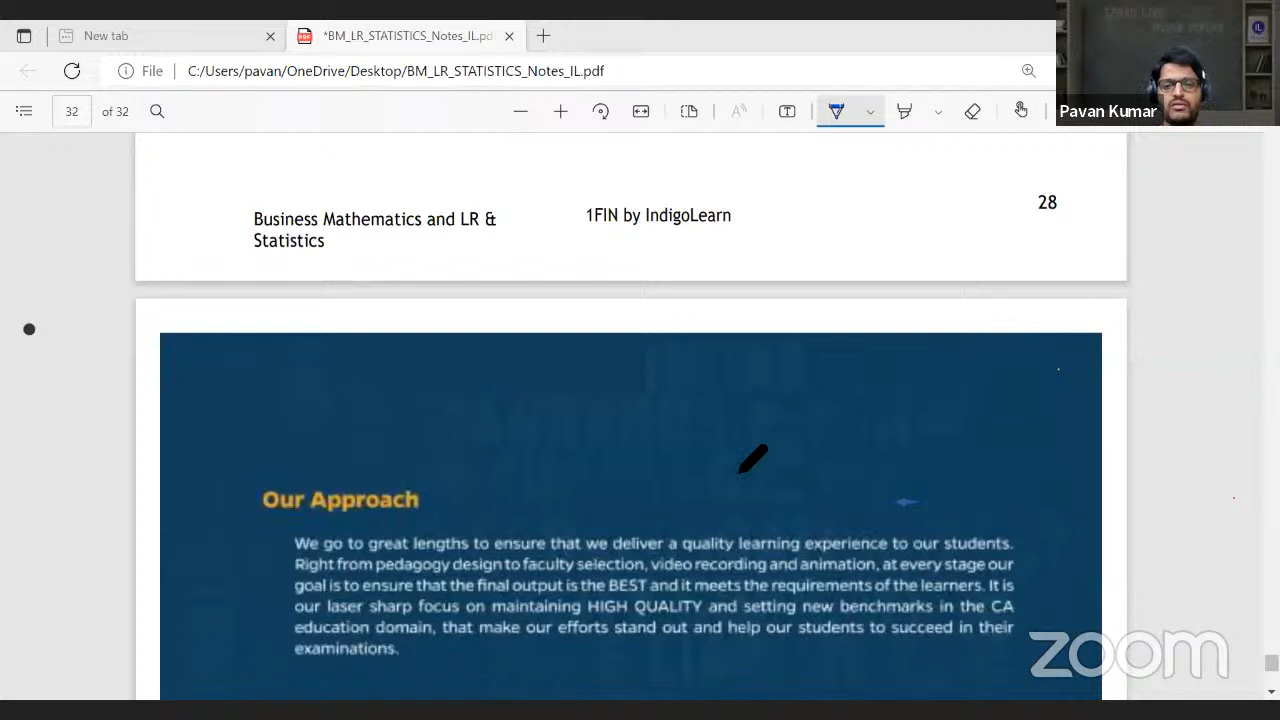 New tab
*BM_LR_STATISTICS_Notes_IL.pdf
File
C:/Users/pavan/OneDrive/Desktop/BM_LR_STATISTICS_Notes_IL.pdf
32 of 32
Pavan Kumar
Business Mathematics and LR &
Statistics
1FIN by IndigoLearn
28
Our Approach
We go to great lengths to ensure that we deliver a quality learning experience to our students.
Right from pedagogy design to faculty selection, video recording and animation, at every stage our
goal is to ensure that the final output is the BEST and it meets the requirements of the learners. It is
our laser sharp focus on maintaining HIGH QUALITY and setting new benchmarks in the CA
education domain, that make our efforts stand out and help our students to succeed in their
examinations.
zoom